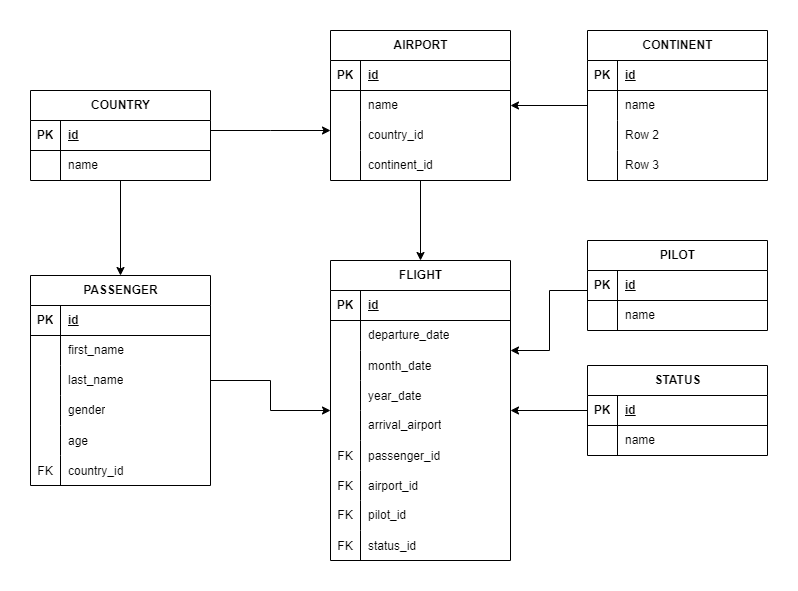 AIRPORT
PK id
name
country_id
continent_id
CONTINENT
PK id
name
Row 2
Row 3
COUNTRY
PK id
name
PASSENGER
PK id
first_name
last_name
gender
age
FK country_id
FLIGHT
PK id
departure_date
month_date
year_date
arrival_airport
FK passenger_id
FK airport_id
FK pilot_id
FK status_id
PILOT
PK id
name
STATUS
PK id
name